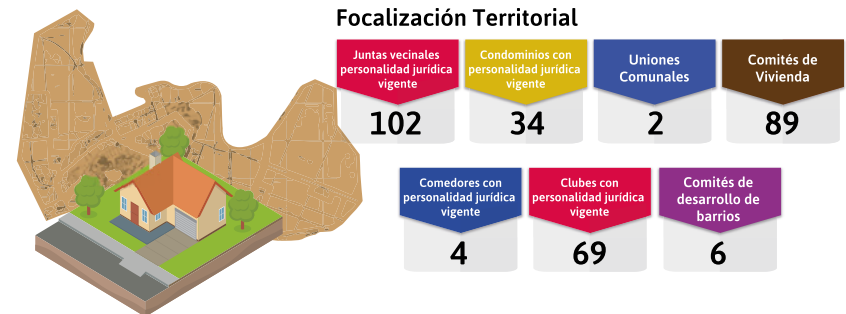 Focalización Territorial
Juntas vecinales
personalidad jurídica
vigente
102
Condominios con
personalidad jurídica
vigente
34
Uniones
Comunales
2
Comités de
Vivienda
89
Comedores con
personalidad jurídica
vigente
4
Clubes con
personalidad jurídica
vigente
69
Comités de
desarrollo de
barrios
6